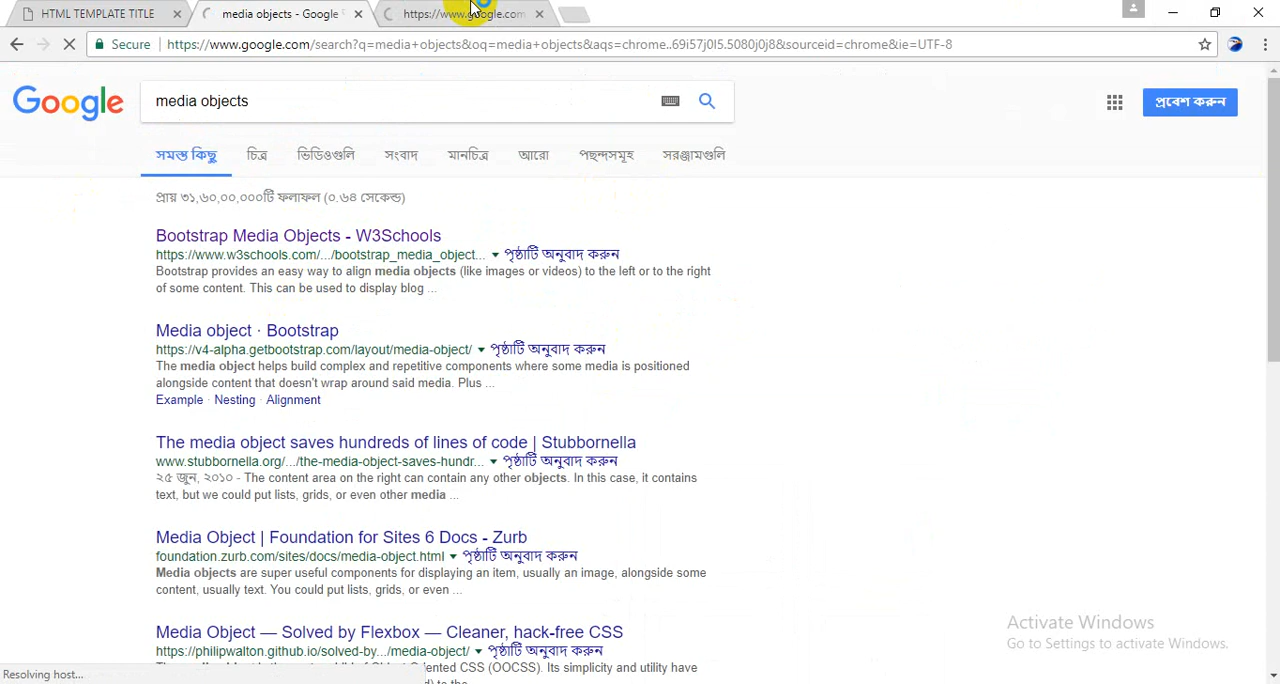 HTML TEMPLATE TITLE
media objects - Google
https://www.google.com
Secure
https://www.google.com/search?q=media+objects&oq=media+objects&aqs=chrome..69i57j0l5.5080j0j8&sourceid=chrome&ie=UTF-8
Google
media objects
প্রবেশ করুন
সমস্ত কিছু
চিত্র
ভিডিওগুলি
সংবাদ
মানচিত্র
আরো
পছন্দসমূহ
সরঞ্জামগুলি
প্রায় ৩১,৬০,০০,০০০টি ফলাফল (০.৬৪ সেকেন্ড)
Bootstrap Media Objects - W3Schools
https://www.w3schools.com/.../bootstrap_media_object... পৃষ্ঠাটি অনুবাদ করুন
Bootstrap provides an easy way to align media objects (like images or videos) to the left or to the right
of some content. This can be used to display blog ...
Media object · Bootstrap
https://v4-alpha.getbootstrap.com/layout/media-object/ পৃষ্ঠাটি অনুবাদ করুন
The media object helps build complex and repetitive components where some media is positioned
alongside content that doesn't wrap around said media. Plus ...
Example · Nesting · Alignment
The media object saves hundreds of lines of code | Stubbornella
www.stubbornella.org/.../the-media-object-saves-hundr... পৃষ্ঠাটি অনুবাদ করুন
২৫ জুন, ২০১০ - The content area on the right can contain any other objects. In this case, it contains
text, but we could put lists, grids, or even other media ...
Media Object | Foundation for Sites 6 Docs - Zurb
foundation.zurb.com/sites/docs/media-object.html পৃষ্ঠাটি অনুবাদ করুন
Media objects are super useful components for displaying an item, usually an image, alongside some
content, usually text. You could put lists, grids, or even ...
Media Object — Solved by Flexbox — Cleaner, hack-free CSS
https://philipwalton.github.io/solved-by.../media-object/ পৃষ্ঠাটি অনুবাদ করুন
Oriented CSS (OOCSS). Its simplicity and utility have
Activate Windows
Go to Settings to activate Windows.
Resolving host...